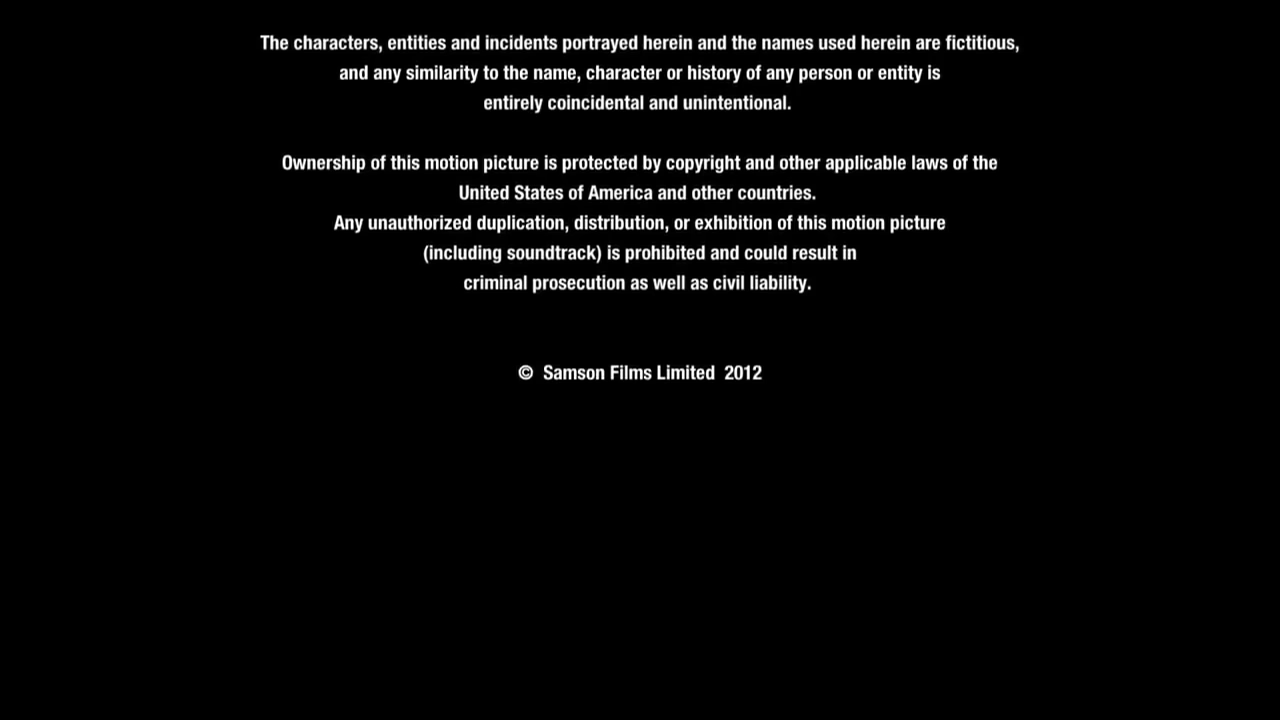 The characters, entities and incidents portrayed herein and the names used herein are fictitious,
and any similarity to the name, character or history of any person or entity is
entirely coincidental and unintentional.
Ownership of this motion picture is protected by copyright and other applicable laws of the
United States of America and other countries.
Any unauthorized duplication, distribution, or exhibition of this motion picture
(including soundtrack) is prohibited and could result in
criminal prosecution as well as civil liability.
© Samson Films Limited 2012